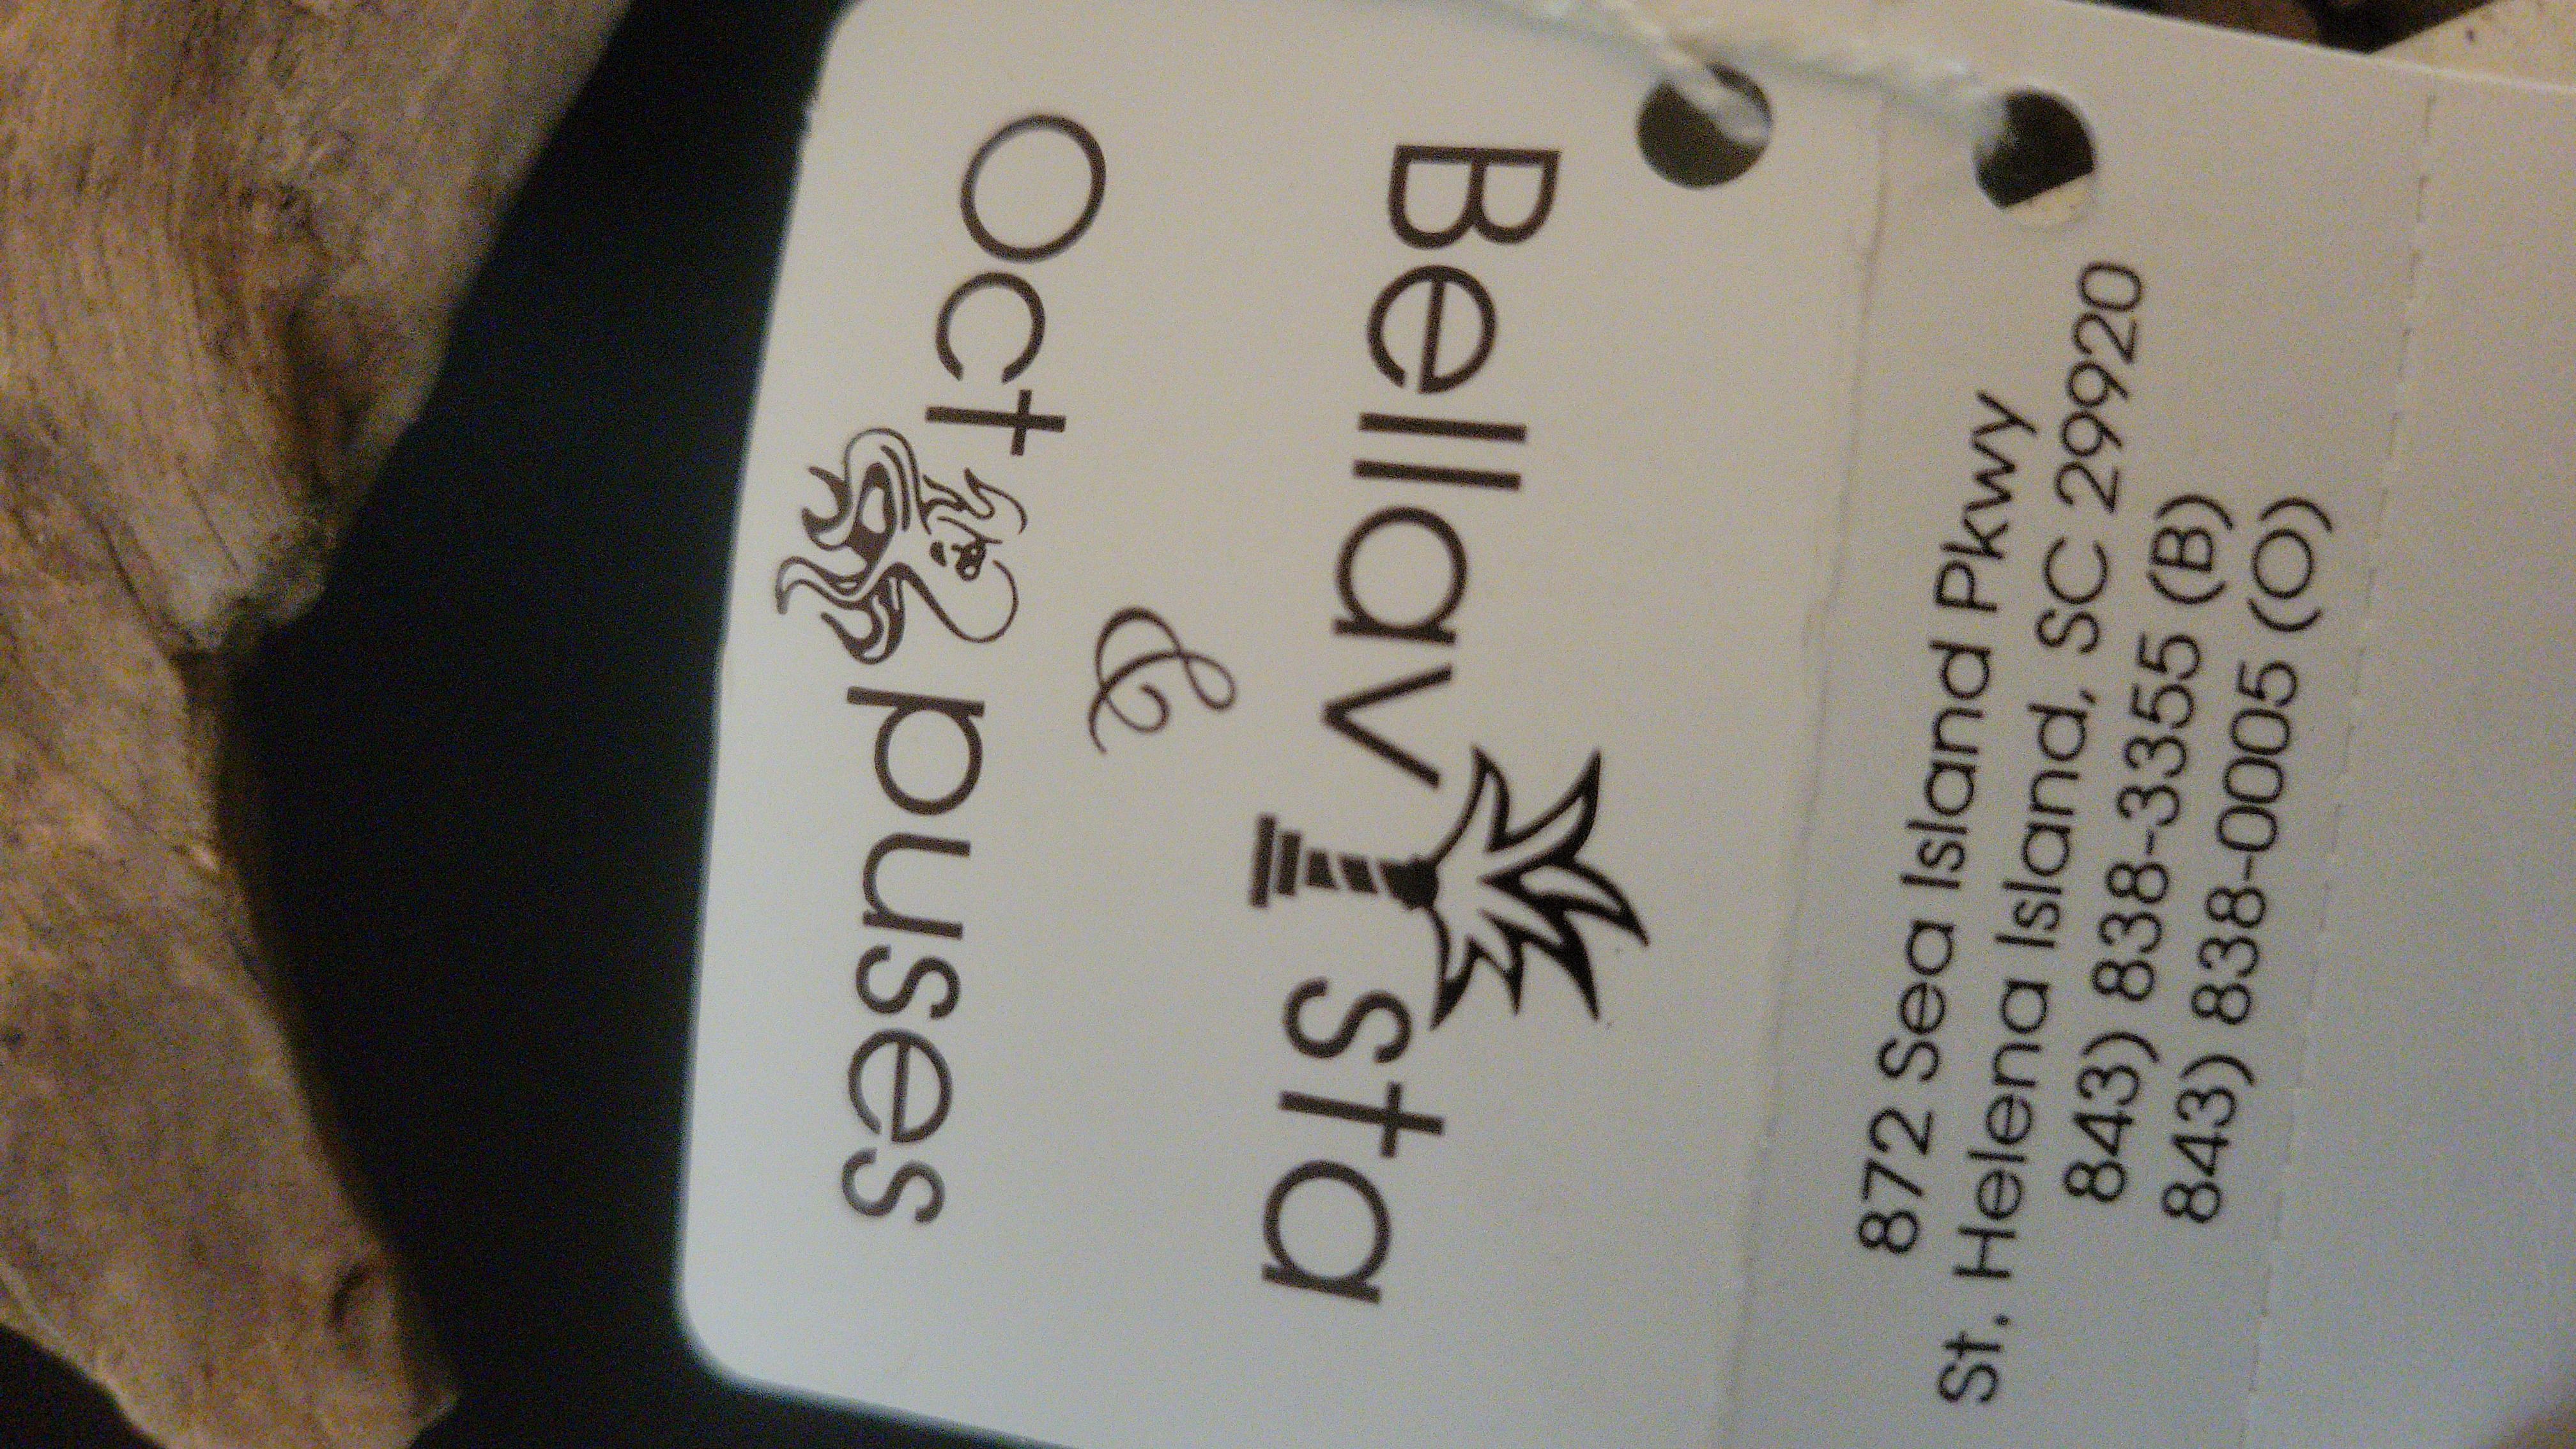 Bellav sta
&
Oct puses
872 Sea Island Pkwy
St. Helena Island, SC 29920
843) 838-3355 (B)
843) 838-0005 (O)